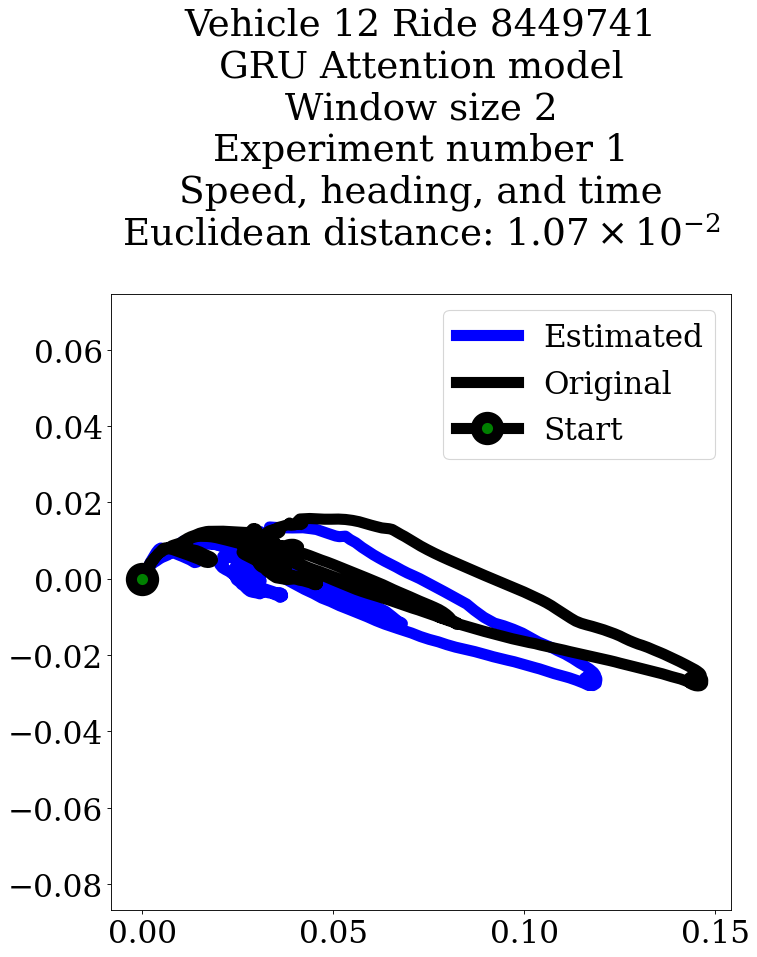 Vehicle 12 Ride 8449741
GRU Attention model
Window size 2
Experiment number 1
Speed, heading, and time
Euclidean distance: 1.07 × 10⁻²
Estimated
Original
Start
0.06
0.04
0.02
0.00
−0.02
−0.04
−0.06
−0.08
0.00 0.05 0.10 0.15